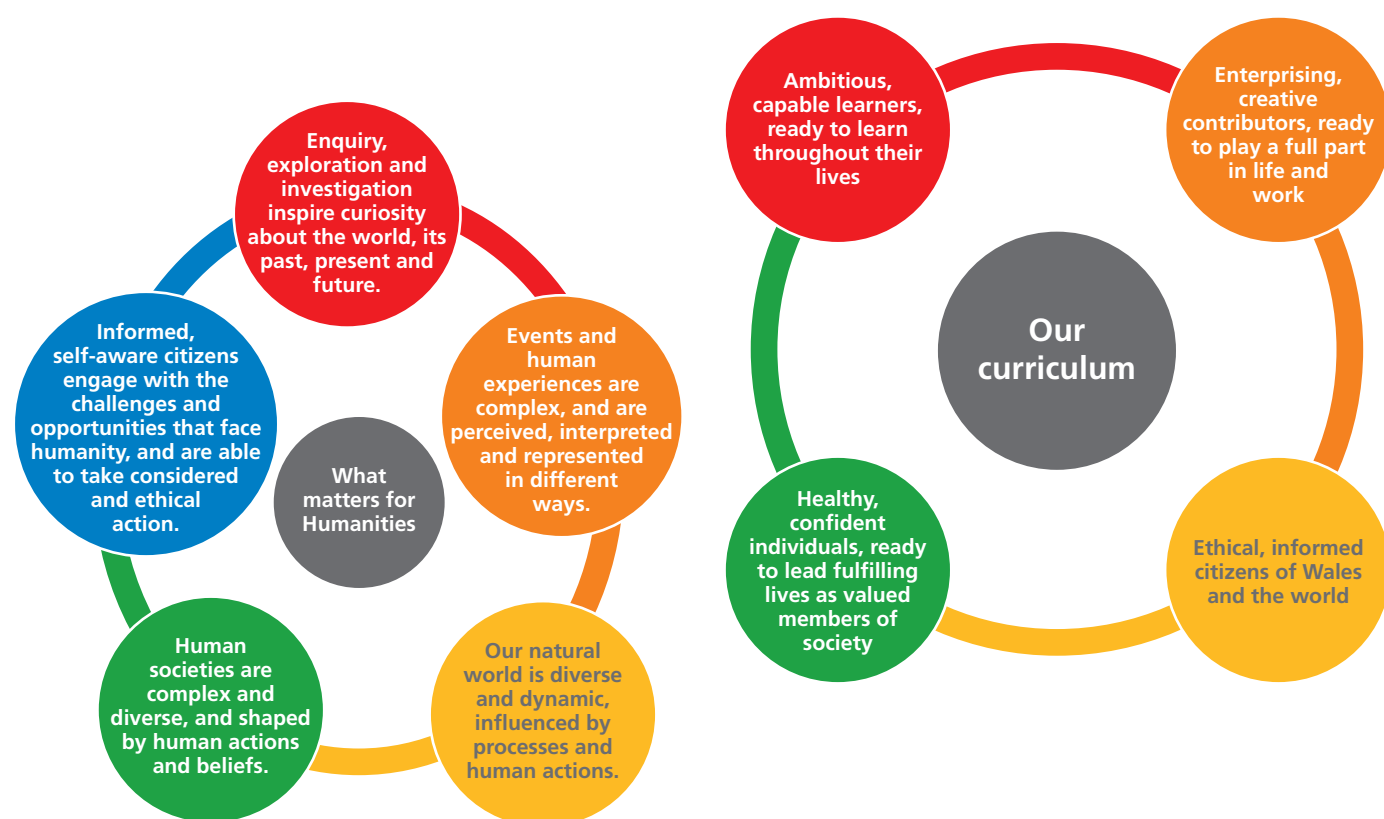 Enquiry,
exploration and
investigation
inspire curiosity
about the world, its
past, present and
future.
Events and
human
experiences are
complex, and are
perceived, interpreted
and represented
in different
ways.
Our natural
world is diverse
and dynamic,
influenced by
processes and
human actions.
Human
societies are
complex and
diverse, and shaped
by human actions
and beliefs.
Informed,
self-aware citizens
engage with the
challenges and
opportunities that face
humanity, and are able
to take considered
and ethical
action.
What
matters for
Humanities
Ambitious,
capable learners,
ready to learn
throughout their
lives
Enterprising,
creative
contributors, ready
to play a full part
in life and
work
Ethical, informed
citizens of Wales
and the world
Healthy,
confident
individuals, ready
to lead fulfilling
lives as valued
members of
society
Our
curriculum